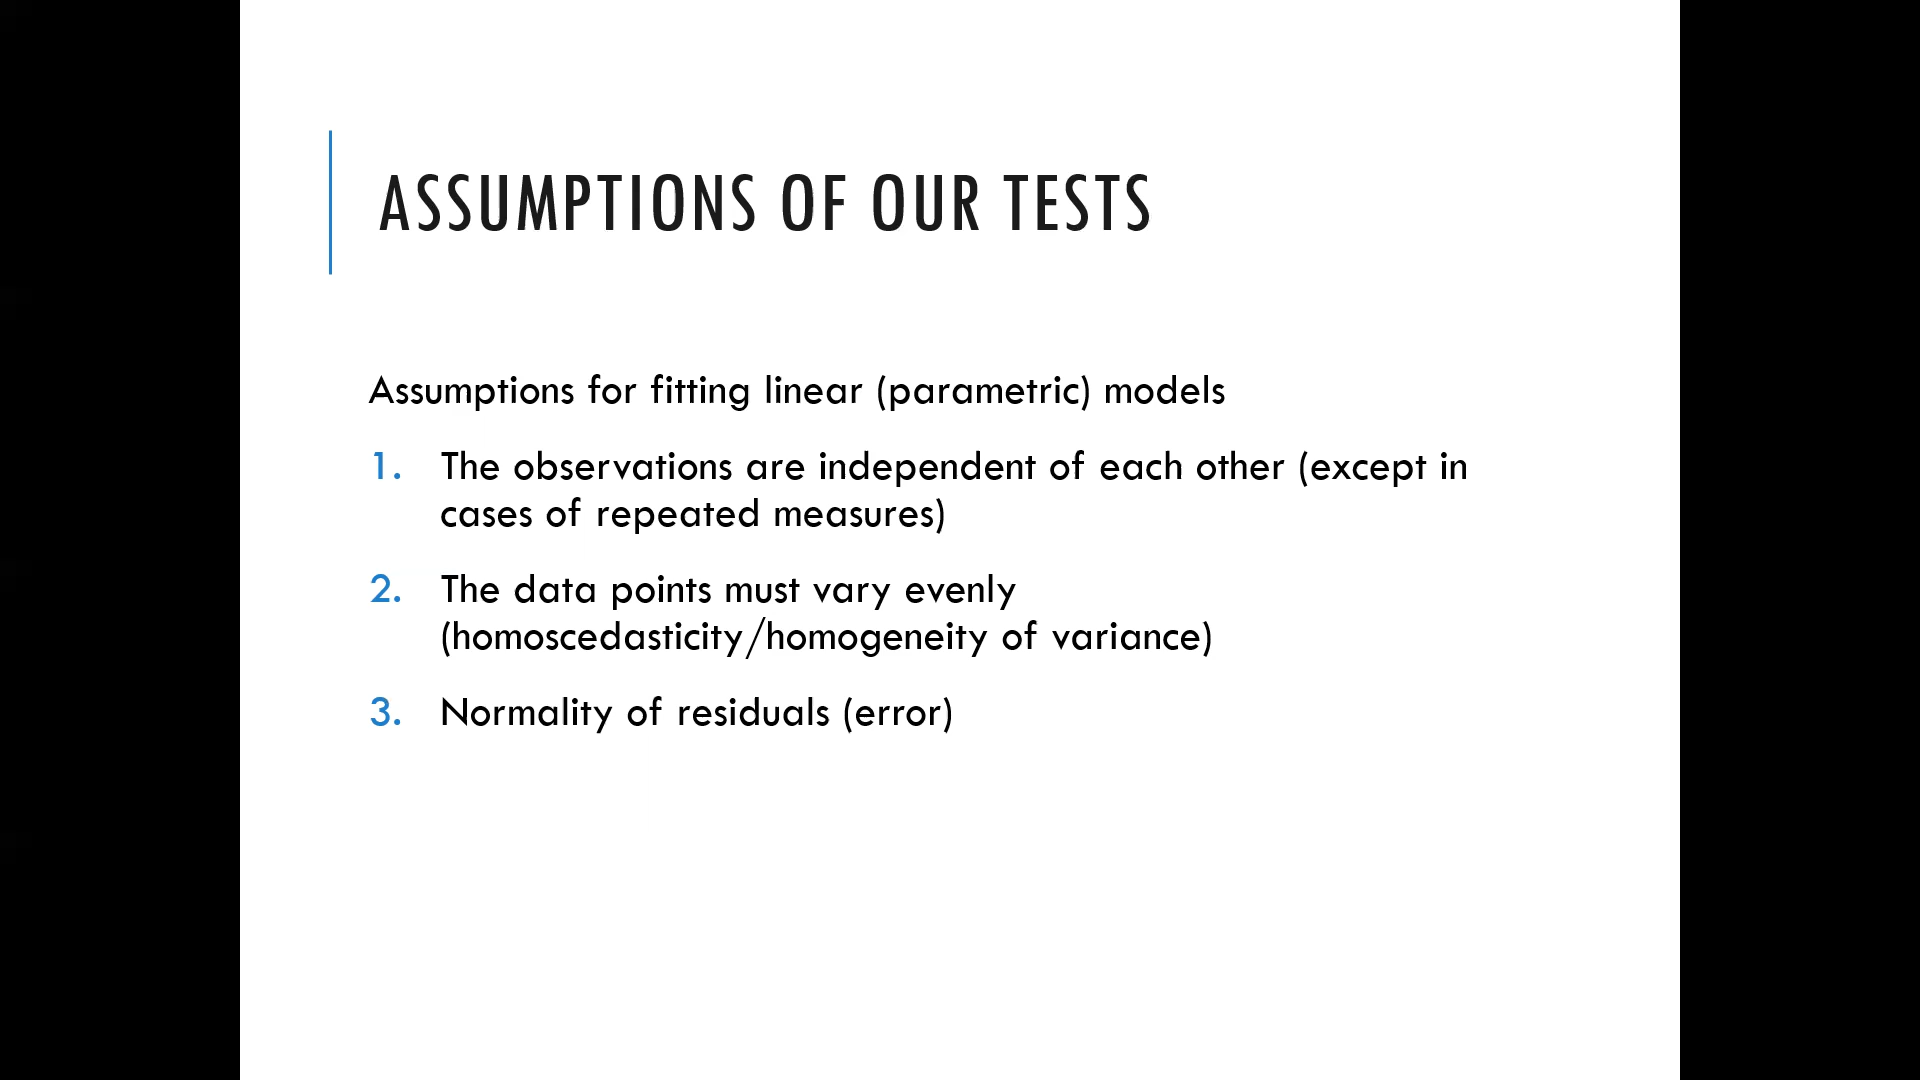 ASSUMPTIONS OF OUR TESTS
Assumptions for fitting linear (parametric) models
1. The observations are independent of each other (except in
cases of repeated measures)
2. The data points must vary evenly
(homoscedasticity/homogeneity of variance)
3. Normality of residuals (error)